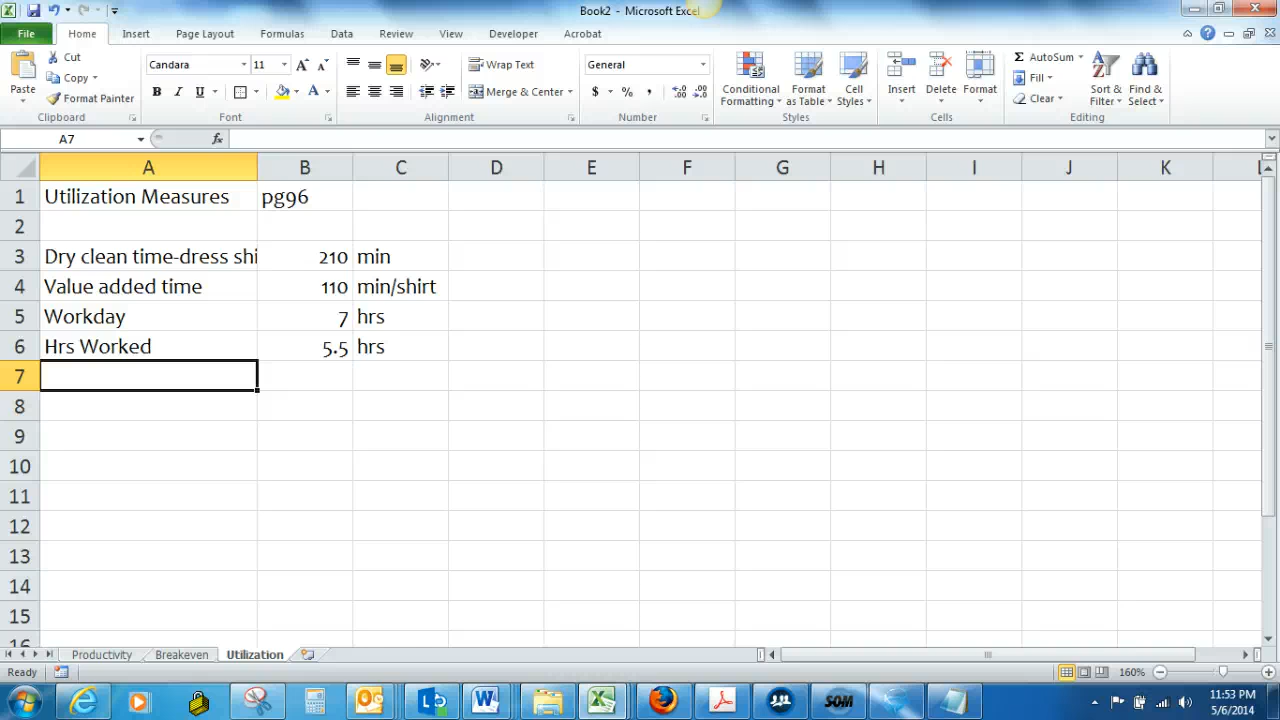 Book2 - Microsoft Excel
File Home Insert Page Layout Formulas Data Review View Developer Acrobat
Paste
Cut
Copy
Format Painter
Clipboard
Candara 11
B I U
Font
Wrap Text
Merge & Center
Alignment
General
$ % ,
Number
Conditional Formatting
Format as Table
Cell Styles
Styles
Insert Delete Format
Cells
AutoSum
Fill
Clear
Sort & Filter
Find & Select
Editing
A7 fx
A B C D E F G H I J K L
1 Utilization Measures pg96
2
3 Dry clean time-dress shi 210 min
4 Value added time 110 min/shirt
5 Workday 7 hrs
6 Hrs Worked 5.5 hrs
7
8
9
10
11
12
13
14
15
16
Productivity Breakeven Utilization
Ready 160%
SOM
11:53 PM
5/6/2014